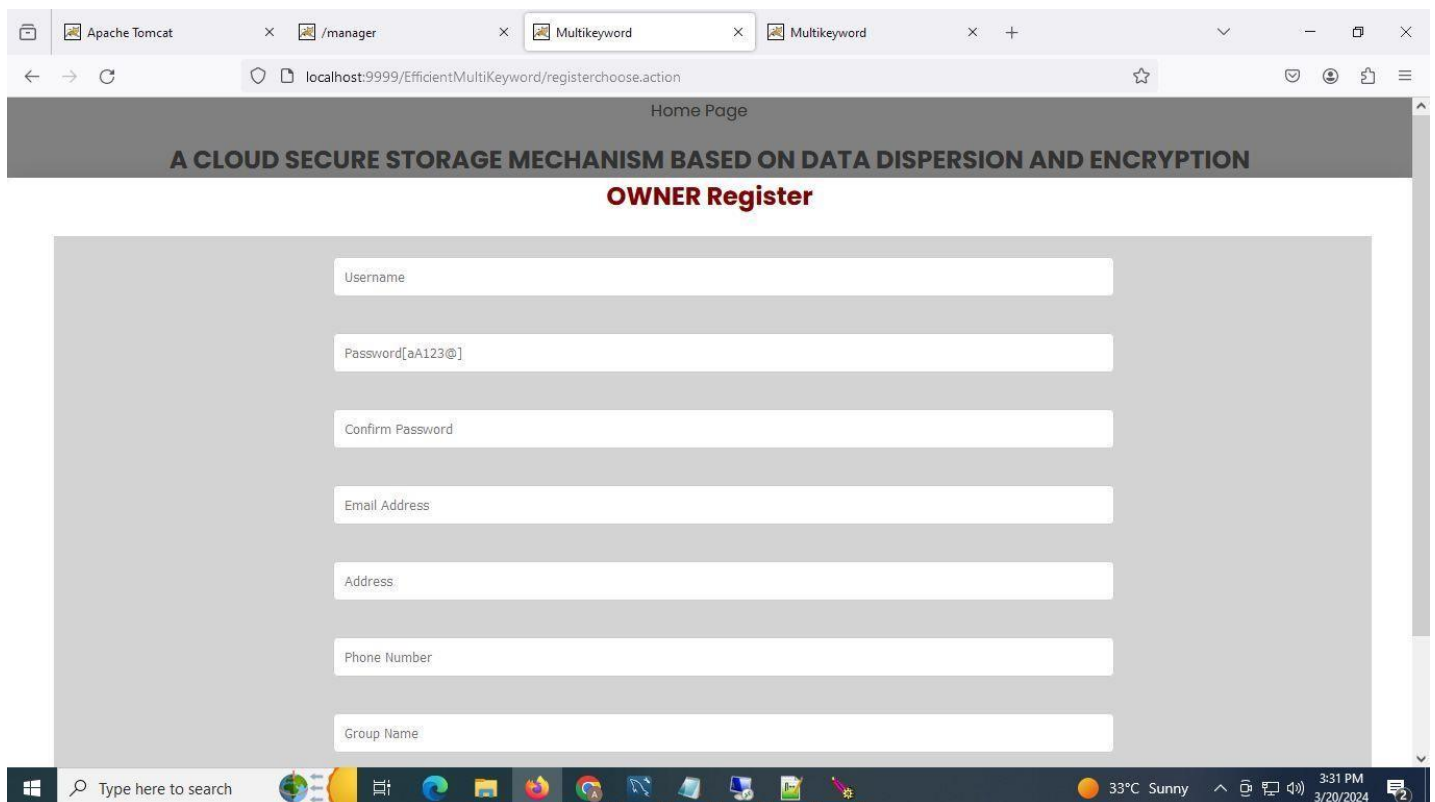 Apache Tomcat
/manager
Multikeyword
Multikeyword
localhost:9999/EfficientMultiKeyword/registerchoose.action
Home Page
A CLOUD SECURE STORAGE MECHANISM BASED ON DATA DISPERSION AND ENCRYPTION
OWNER Register
Username
Password[aA123@]
Confirm Password
Email Address
Address
Phone Number
Group Name
Type here to search
33°C Sunny
3:31 PM
3/20/2024
2